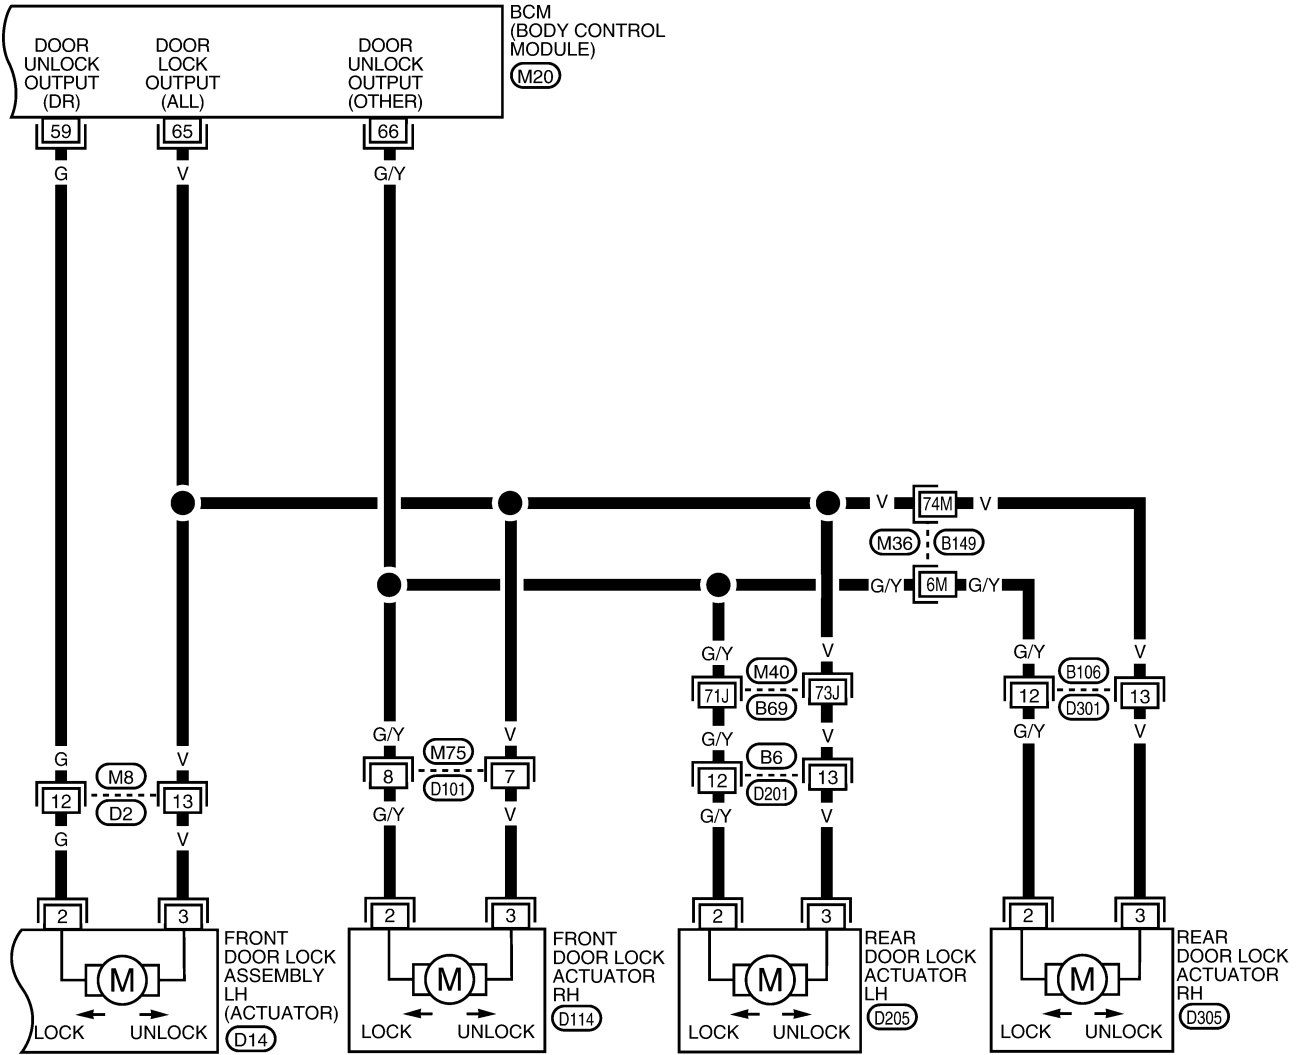 BCM
(BODY CONTROL
MODULE)
M20
DOOR
UNLOCK
OUTPUT
(DR)
DOOR
LOCK
OUTPUT
(ALL)
DOOR
UNLOCK
OUTPUT
(OTHER)
59
65
66
G
V
G/Y
V
74M
V
M36
B149
G/Y
6M
G/Y
G/Y
V
G/Y
V
M40
B106
71J
73J
12
13
B69
D301
G/Y
V
G/Y
V
G/Y
V
G
V
M75
B6
8
7
12
13
D101
D201
M8
12
13
D2
G/Y
V
G/Y
V
G
V
2
3
2
3
2
3
2
3
FRONT
DOOR LOCK
ASSEMBLY
LH
(ACTUATOR)
D14
M
LOCK
UNLOCK
FRONT
DOOR LOCK
ACTUATOR
RH
D114
M
LOCK
UNLOCK
REAR
DOOR LOCK
ACTUATOR
LH
D205
M
LOCK
UNLOCK
REAR
DOOR LOCK
ACTUATOR
RH
D305
M
LOCK
UNLOCK